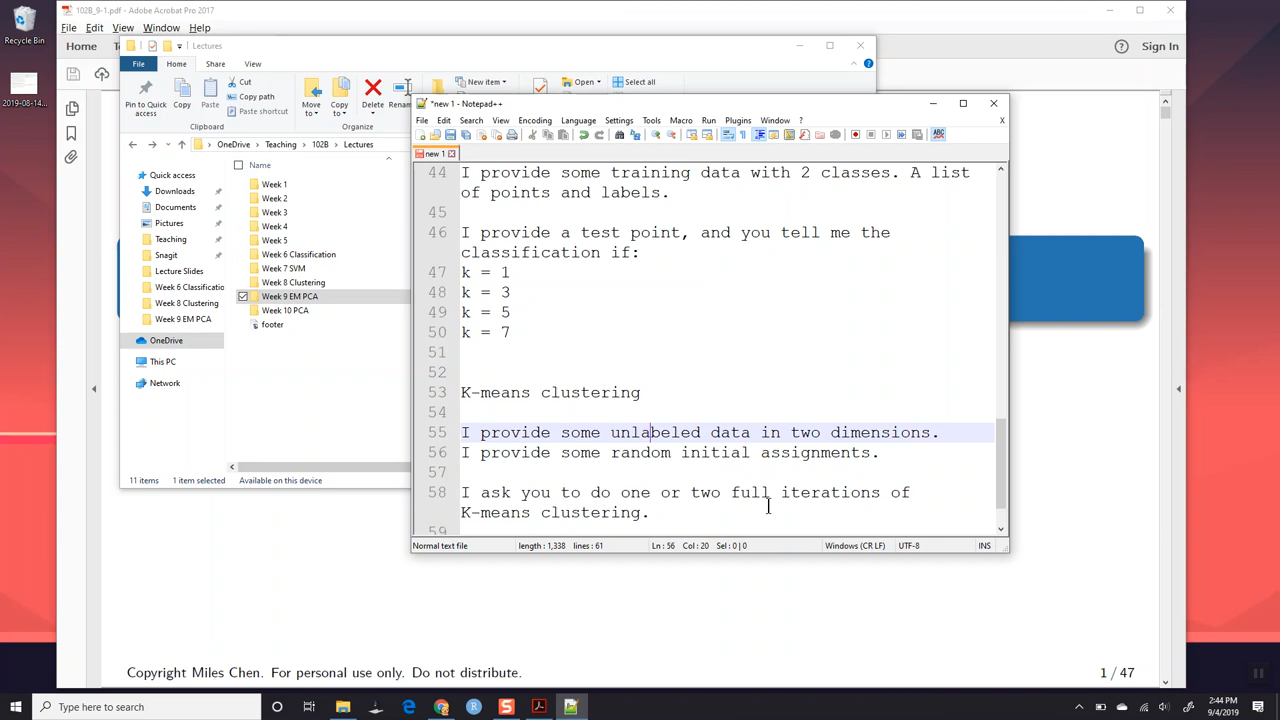 102B_9-1.pdf - Adobe Acrobat Pro 2017
File Edit View Window Help
Home
Sign In
Recycle Bin
2019-08-14...
Lectures
File Home Share View
Pin to Quick access
Copy
Paste
Cut
Copy path
Paste shortcut
Clipboard
Move to
Copy to
Delete
Renam
Organize
New item
Open
Select all
OneDrive Teaching 102B Lectures
Name
Quick access
Downloads
Documents
Pictures
Teaching
Snagit
Lecture Slides
Week 6 Classificatio
Week 8 Clustering
Week 9 EM PCA
OneDrive
This PC
Network
Week 1
Week 2
Week 3
Week 4
Week 5
Week 6 Classification
Week 7 SVM
Week 8 Clustering
Week 9 EM PCA
Week 10 PCA
footer
11 items 1 item selected Available on this device
*new 1 - Notepad++
File Edit Search View Encoding Language Settings Tools Macro Run Plugins Window ? X
new 1
44 I provide some training data with 2 classes. A list
of points and labels.
45
46 I provide a test point, and you tell me the
classification if:
47 k = 1
48 k = 3
49 k = 5
50 k = 7
51
52
53 K-means clustering
54
55 I provide some unlabeled data in two dimensions.
56 I provide some random initial assignments.
57
58 I ask you to do one or two full iterations of
K-means clustering.
59
Normal text file length : 1,338 lines : 61 Ln : 56 Col : 20 Sel : 0 | 0 Windows (CR LF) UTF-8 INS
Copyright Miles Chen. For personal use only. Do not distribute.
1 / 47
Type here to search
2:44 PM
9/4/2019